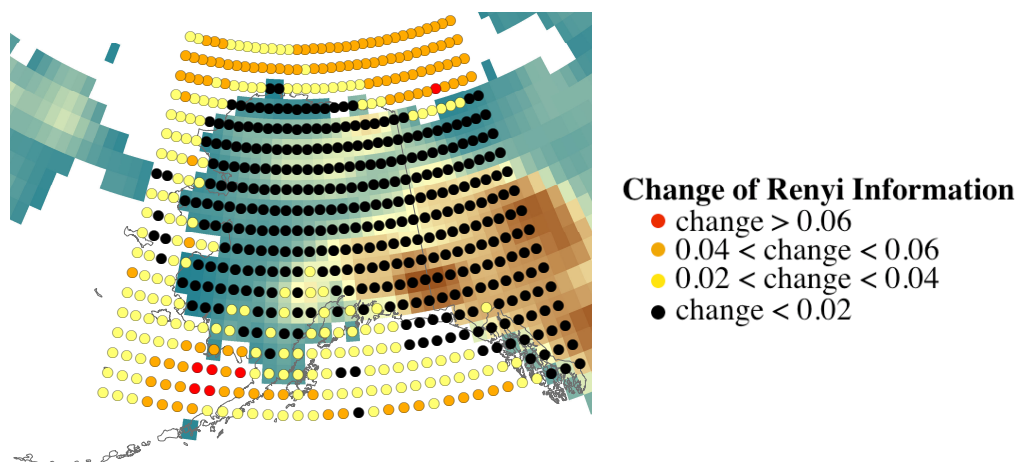 Change of Renyi Information
change > 0.06
0.04 < change < 0.06
0.02 < change < 0.04
change < 0.02